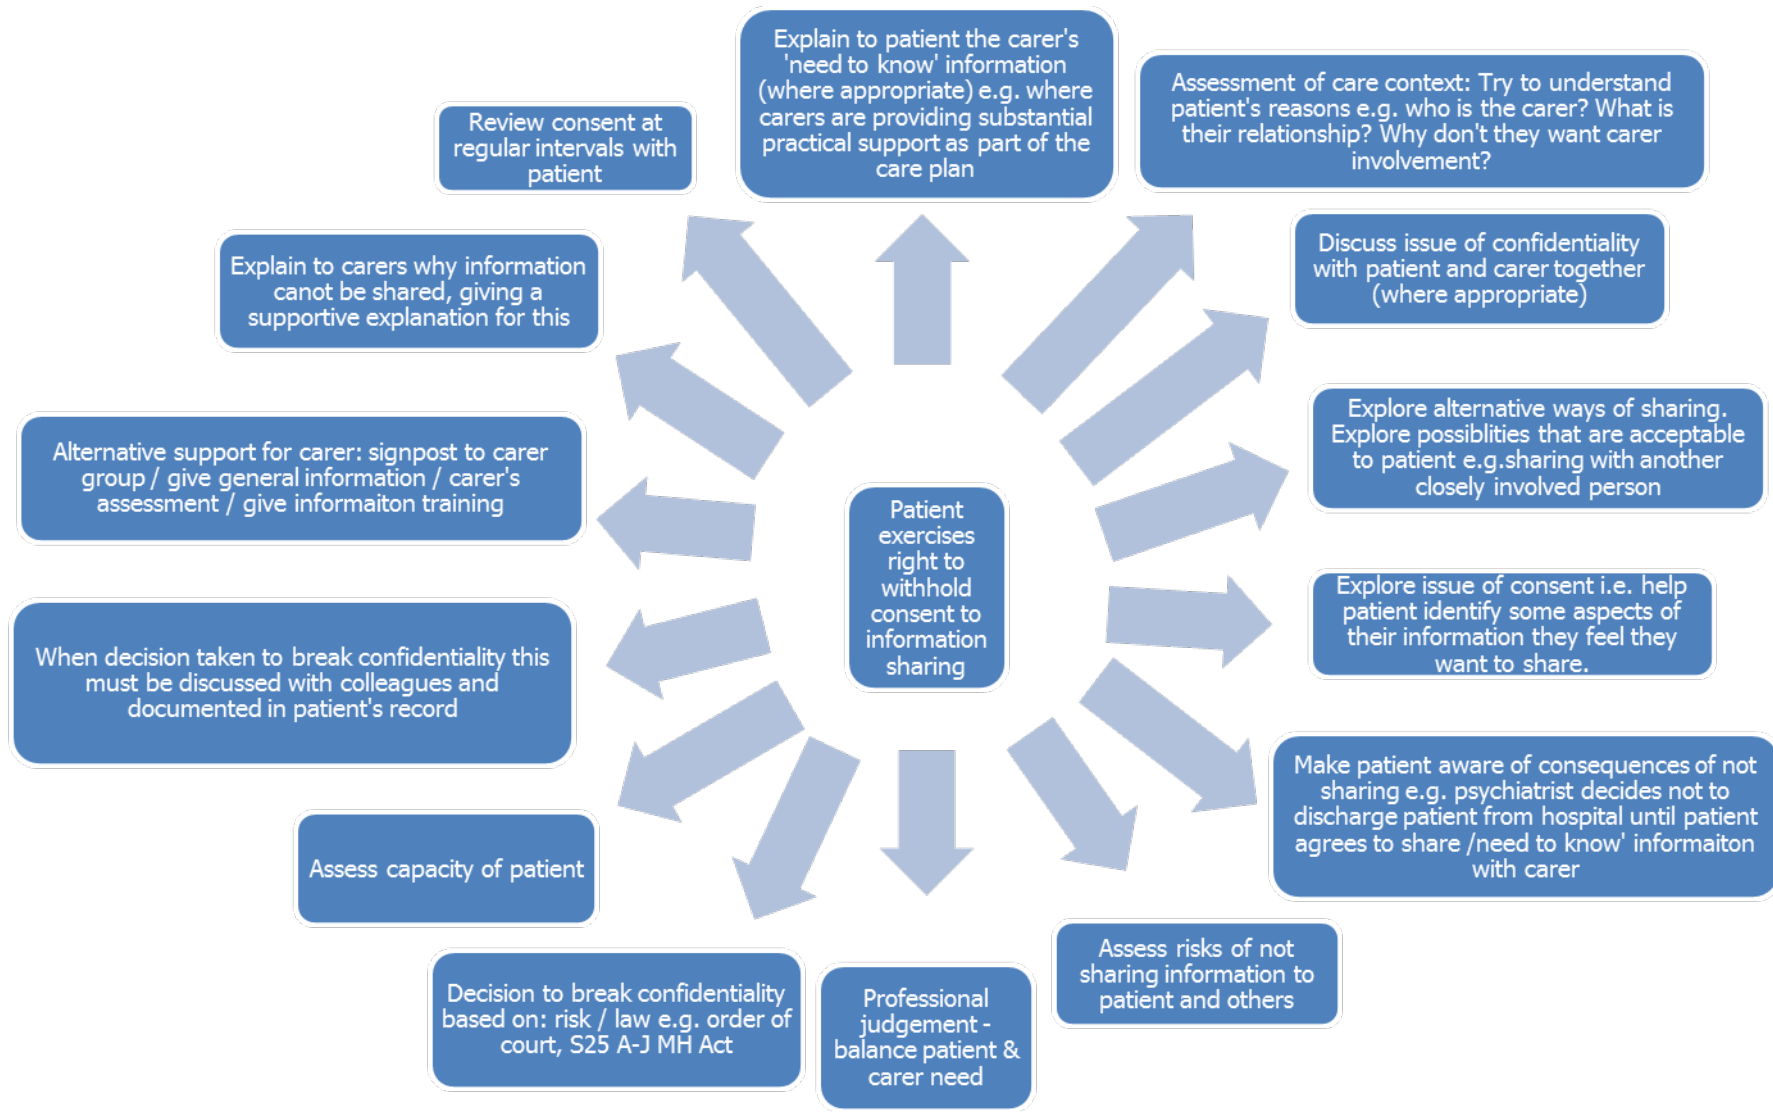 Explain to patient the carer's
'need to know' information
(where appropriate) e.g. where
carers are providing substantial
practical support as part of the
care plan
Assessment of care context: Try to understand
patient's reasons e.g. who is the carer? What is
their relationship? Why don't they want carer
involvement?
Discuss issue of confidentiality
with patient and carer together
(where appropriate)
Explore alternative ways of sharing.
Explore possiblities that are acceptable
to patient e.g.sharing with another
closely involved person
Explore issue of consent i.e. help
patient identify some aspects of
their information they feel they
want to share.
Make patient aware of consequences of not
sharing e.g. psychiatrist decides not to
discharge patient from hospital until patient
agrees to share /need to know' informaiton
with carer
Assess risks of not
sharing information to
patient and others
Professional
judgement -
balance patient &
carer need
Decision to break confidentiality
based on: risk / law e.g. order of
court, S25 A-J MH Act
Assess capacity of patient
When decision taken to break confidentiality this
must be discussed with colleagues and
documented in patient's record
Alternative support for carer: signpost to carer
group / give general information / carer's
assessment / give informaiton training
Explain to carers why information
canot be shared, giving a
supportive explanation for this
Review consent at
regular intervals with
patient
Patient
exercises
right to
withhold
consent to
information
sharing